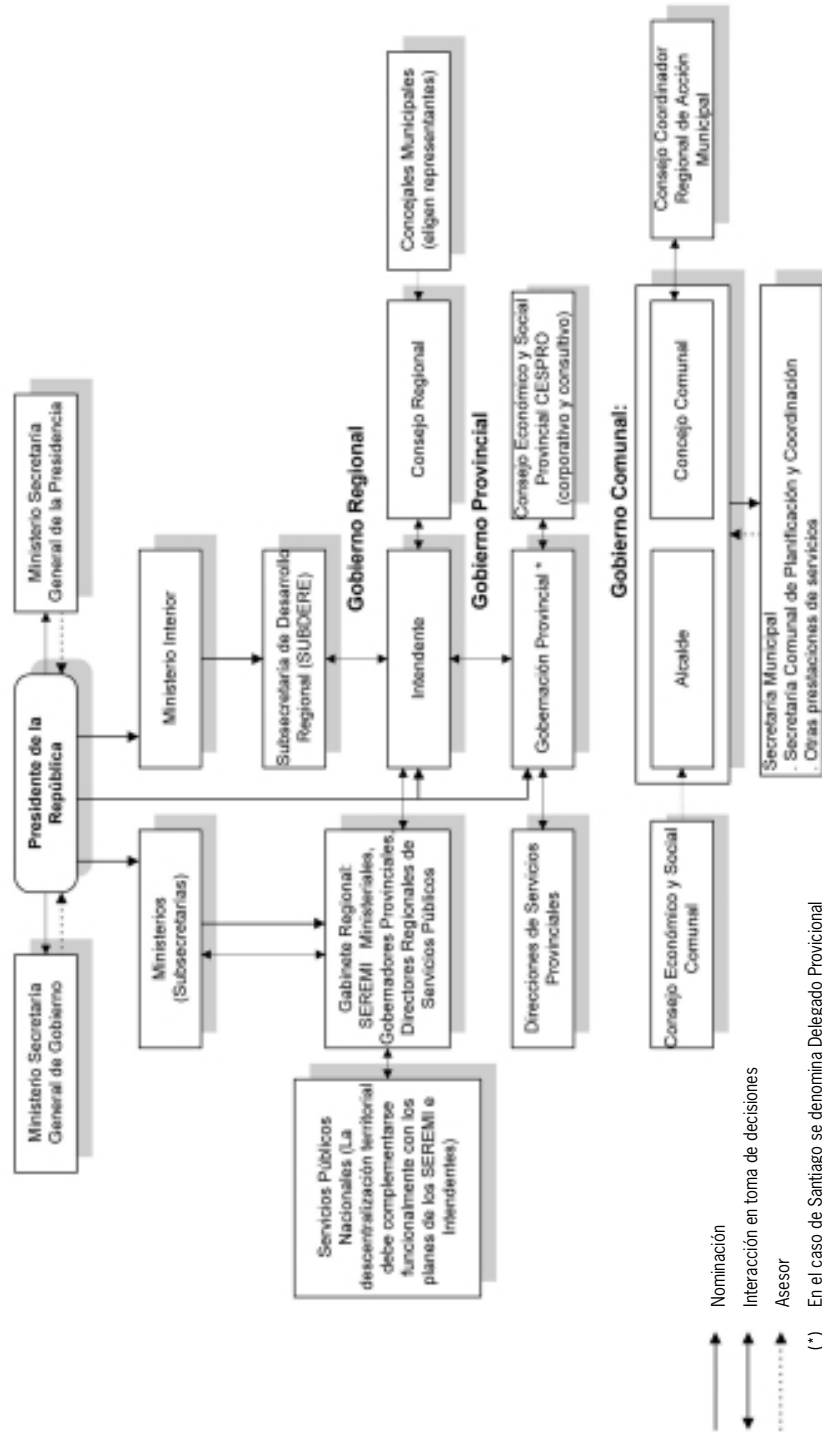 Ministerio Secretaría
General de Gobierno
Presidente de la
República
Ministerio Secretaría
General de la Presidencia
Ministerios
(Subsecretarías)
Ministerio Interior
Subsecretaría de Desarrollo
Regional (SUBDERE)
Gobierno Regional
Servicios Públicos
Nacionales (La
descentralización territorial
debe complementarse
funcionalmente con los
planes de los SEREMI e
Intendentes)
Gabinete Regional:
SEREMI Ministeriales,
Gobernadores Provinciales,
Directores Regionales de
Servicios Públicos
Intendente
Consejo Regional
Concejales Municipales
(eligen representantes)
Gobierno Provincial
Direcciones de Servicios
Provinciales
Gobernación Provincial *
Consejo Económico y Social
Provincial CESPRO
(corporativo y consultivo)
Gobierno Comunal:
Consejo Económico y Social
Comunal
Alcalde
Concejo Comunal
Consejo Coordinador
Regional de Acción
Municipal
Secretaría Municipal
. Secretaría Comunal de Planificación y Coordinación
. Otras prestaciones de servicios
Nominación
Interacción en toma de decisiones
Asesor
(*) En el caso de Santiago se denomina Delegado Provicional